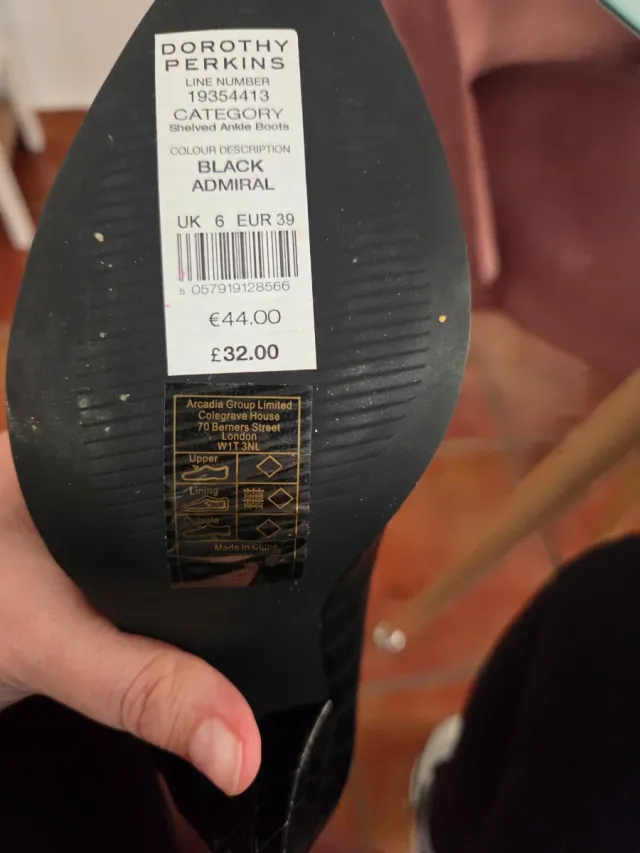 DOROTHY
PERKINS
LINE NUMBER
19354413
CATEGORY
Shelved Ankle Boots
COLOUR DESCRIPTION
BLACK
ADMIRAL
UK 6 EUR 39
5 057919128566
€44.00
£32.00
Arcadia Group Limited
Colegrave House
70 Berners Street
London
W1T 3NL
Upper
Lining
Outsole
Made in China